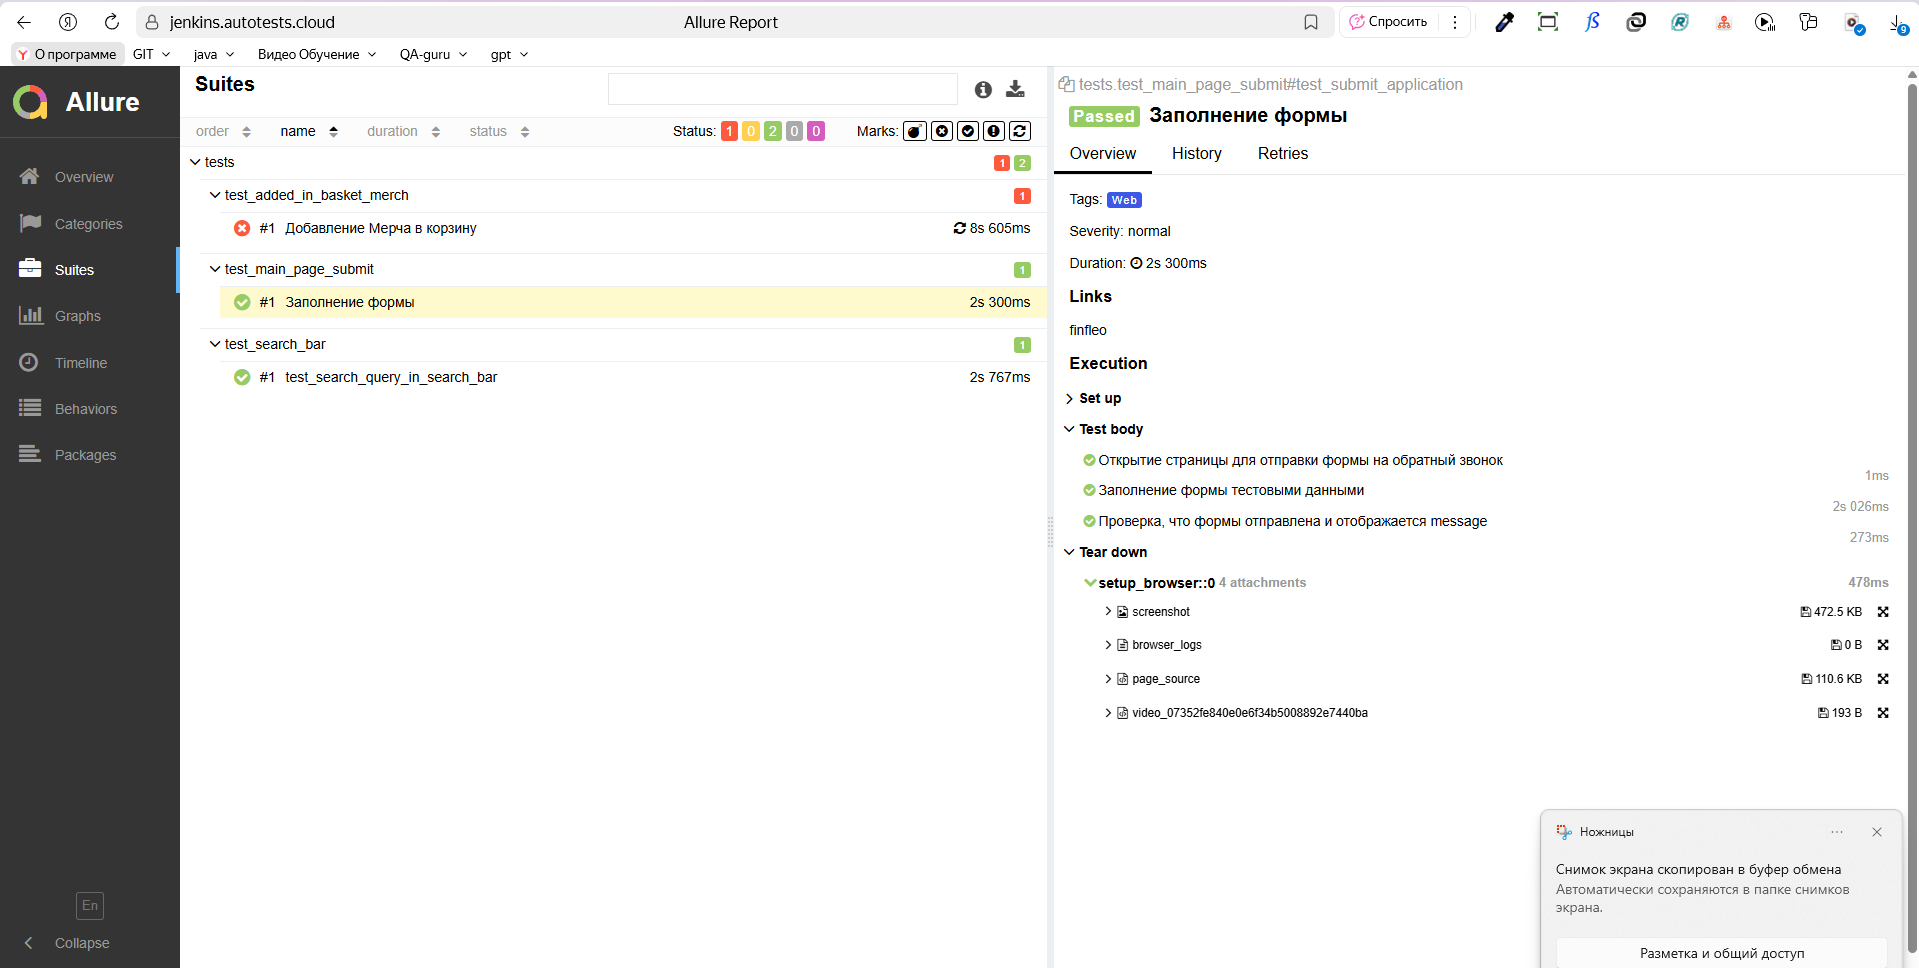 jenkins.autotests.cloud
Allure Report
Спросить
9
О программе
GIT
java
Видео Обучение
QA-guru
gpt
Allure
Overview
Categories
Suites
Graphs
Timeline
Behaviors
Packages
En
Collapse
Suites
order name duration status
Status: 1 0 2 0 0 Marks:
tests 1 2
test_added_in_basket_merch 1
#1 Добавление Мерча в корзину 8s 605ms
test_main_page_submit 1
#1 Заполнение формы 2s 300ms
test_search_bar 1
#1 test_search_query_in_search_bar 2s 767ms
tests.test_main_page_submit#test_submit_application
Passed Заполнение формы
Overview History Retries
Tags: Web
Severity: normal
Duration: 2s 300ms
Links
finfleo
Execution
Set up
Test body
Открытие страницы для отправки формы на обратный звонок
1ms
Заполнение формы тестовыми данными
2s 026ms
Проверка, что формы отправлена и отображается message
273ms
Tear down
setup_browser::0 4 attachments 478ms
screenshot 472.5 KB
browser_logs 0 B
page_source 110.6 KB
video_07352fe840e0e6f34b5008892e7440ba 193 B
Ножницы
Снимок экрана скопирован в буфер обмена
Автоматически сохраняются в папке снимков
экрана.
Разметка и общий доступ